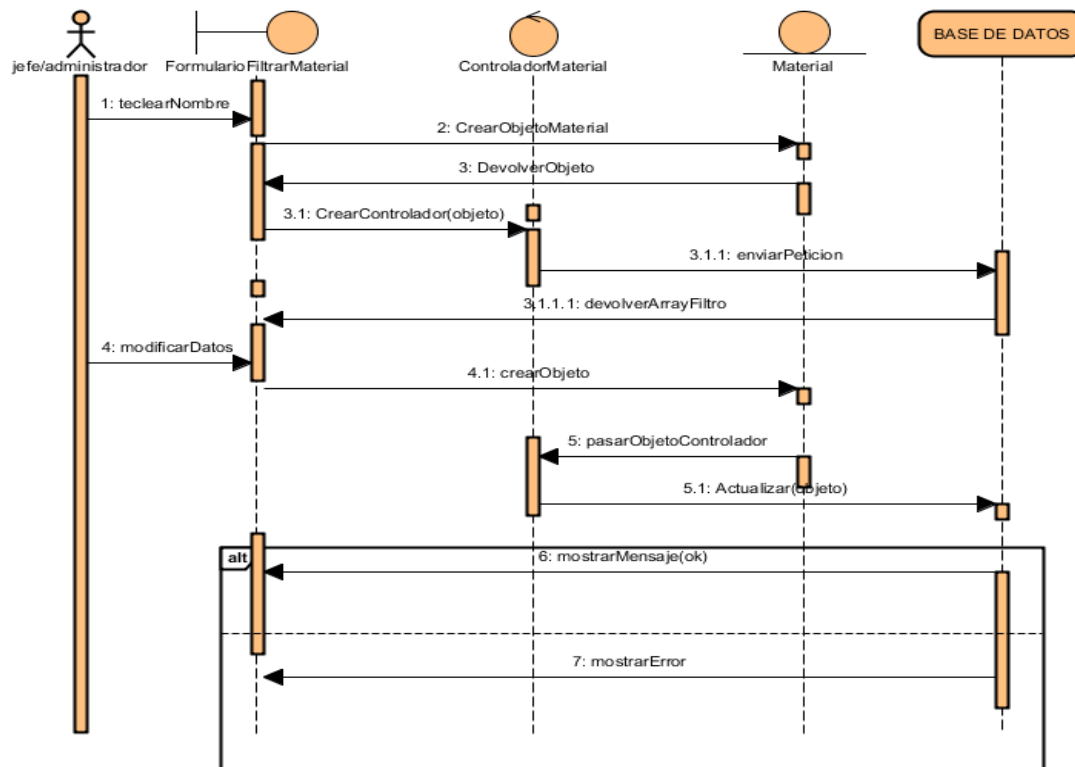 jefe/administrador
FormularioFiltrarMaterial
ControladorMaterial
Material
BASE DE DATOS
1: teclearNombre
2: CrearObjetoMaterial
3: DevolverObjeto
3.1: CrearControlador(objeto)
3.1.1: enviarPeticion
3.1.1.1: devolverArrayFiltro
4: modificarDatos
4.1: crearObjeto
5: pasarObjetoControlador
5.1: Actualizar(objeto)
alt
6: mostrarMensaje(ok)
7: mostrarError